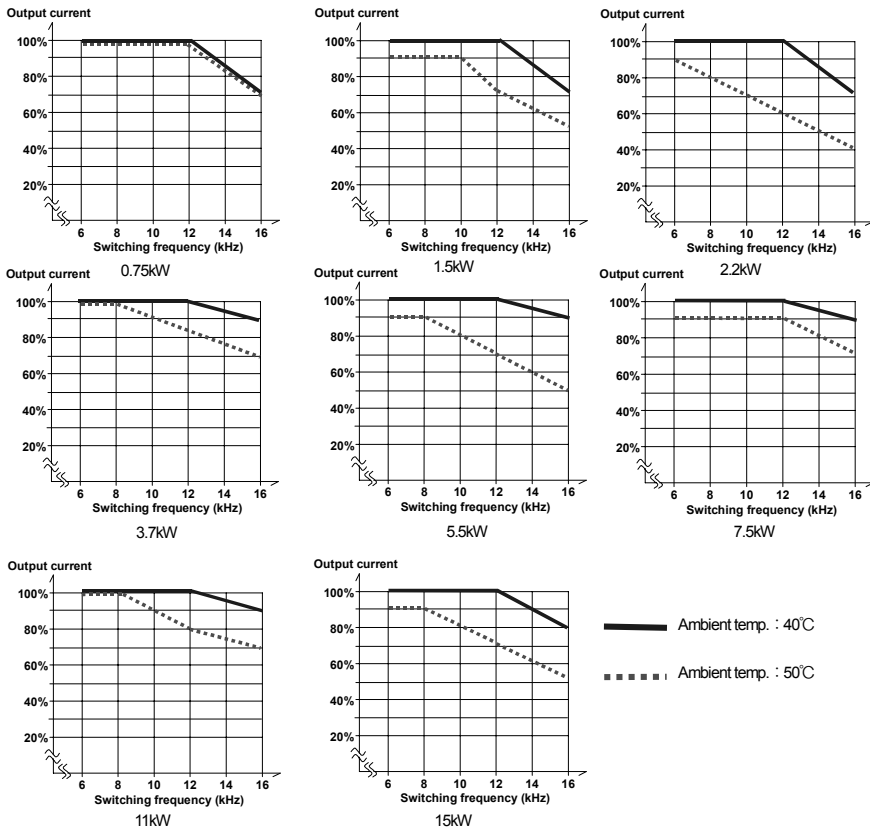 Output current
100%
80%
60%
40%
20%
6 8 10 12 14 16
Switching frequency (kHz)
0.75kW
Output current
100%
80%
60%
40%
20%
6 8 10 12 14 16
Switching frequency (kHz)
1.5kW
Output current
100%
80%
60%
40%
20%
6 8 10 12 14 16
Switching frequency (kHz)
2.2kW
Output current
100%
80%
60%
40%
20%
6 8 10 12 14 16
Switching frequency (kHz)
3.7kW
Output current
100%
80%
60%
40%
20%
6 8 10 12 14 16
Switching frequency (kHz)
5.5kW
Output current
100%
80%
60%
40%
20%
6 8 10 12 14 16
Switching frequency (kHz)
7.5kW
Output current
100%
80%
60%
40%
20%
6 8 10 12 14 16
Switching frequency (kHz)
11kW
Output current
100%
80%
60%
40%
20%
6 8 10 12 14 16
Switching frequency (kHz)
15kW
Ambient temp. : 40℃
Ambient temp. : 50℃